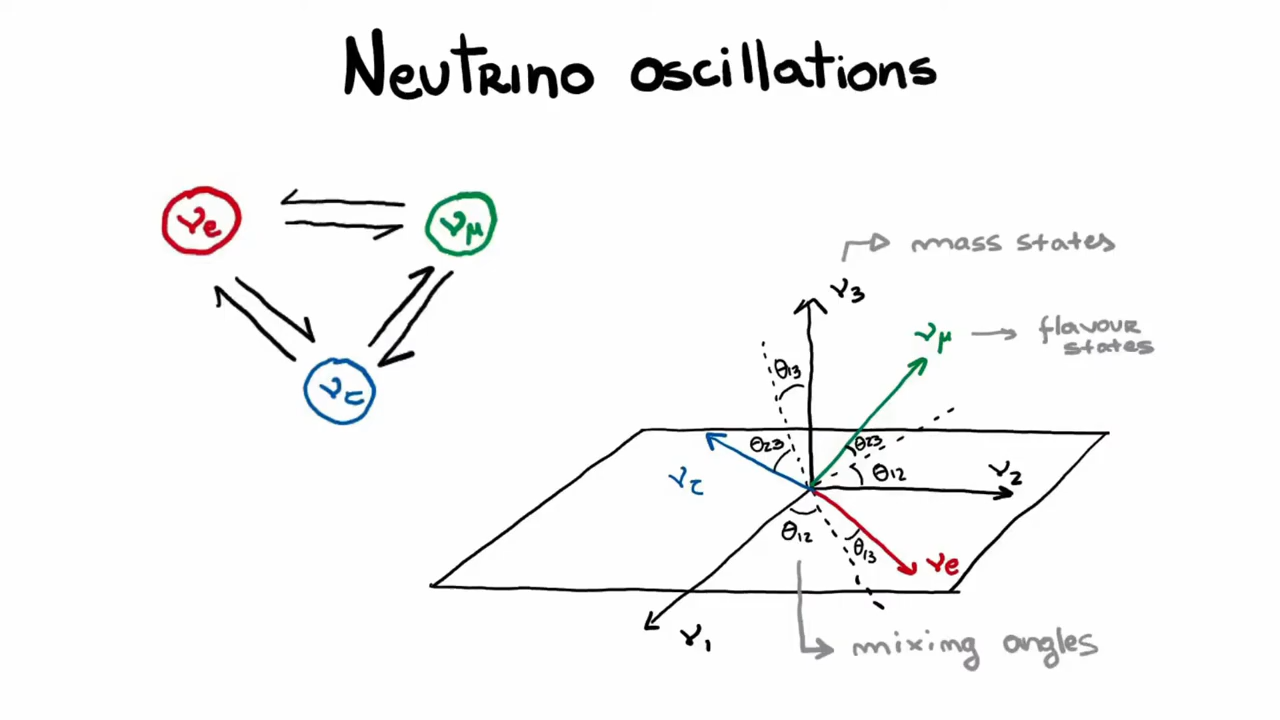 Neutrino oscillations
νe
νμ
ντ
mass states
ν3
νμ
flavour
states
θ13
θ23
θ23
θ12
ν2
ντ
θ12
θ13
νe
ν1
mixing angles